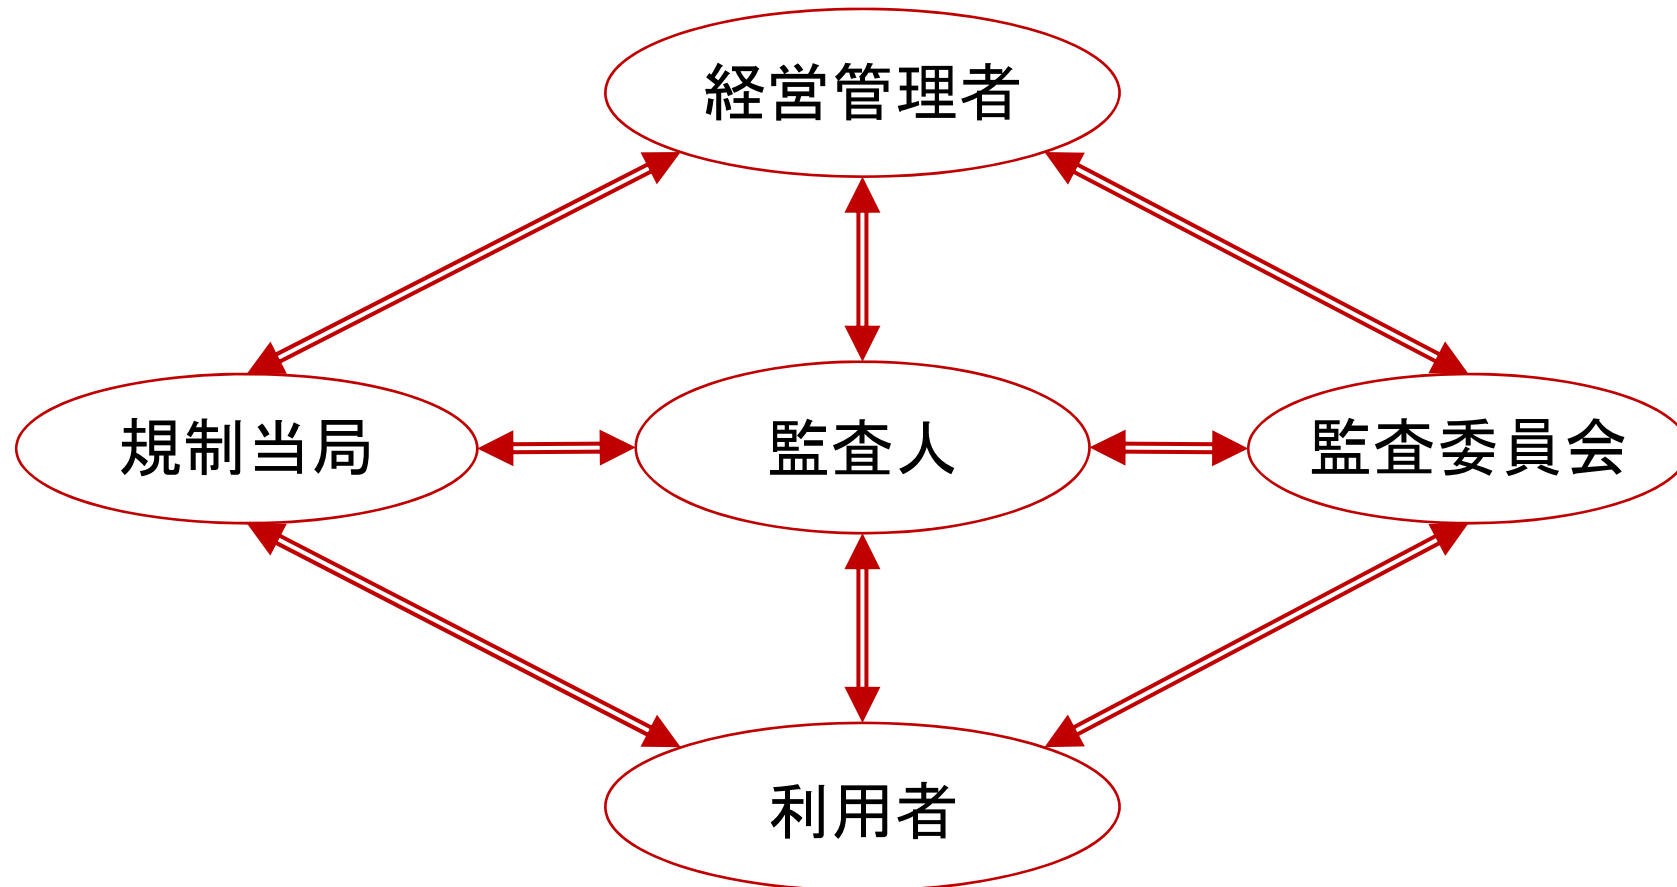 経営管理者
規制当局
監査人
監査委員会
利用者